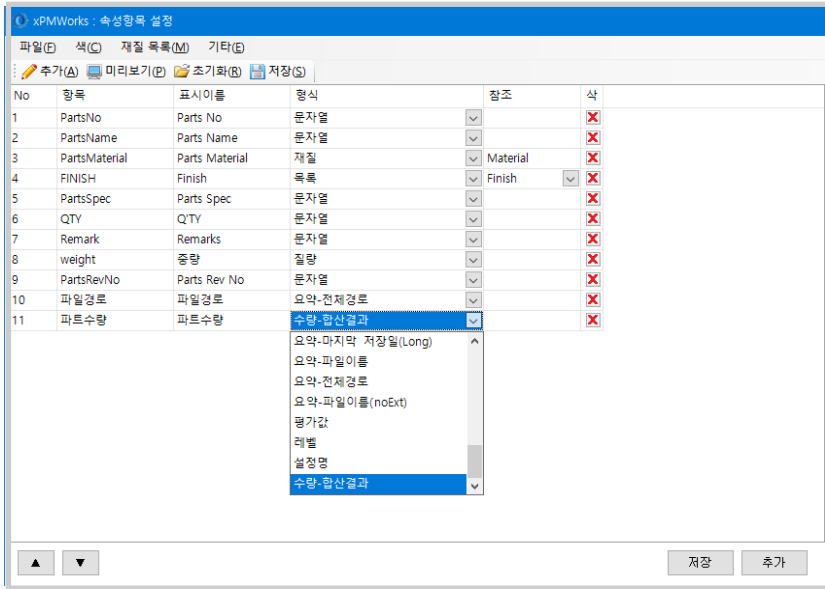 xPMWorks : 속성항목 설정
파일(F) 색(C) 재질 목록(M) 기타(E)
추가(A) 미리보기(P) 초기화(R) 저장(S)
No 항목 표시이름 형식 참조 삭
1 PartsNo Parts No 문자열
2 PartsName Parts Name 문자열
3 PartsMaterial Parts Material 재질 Material
4 FINISH Finish 목록 Finish
5 PartsSpec Parts Spec 문자열
6 QTY Q'TY 문자열
7 Remark Remarks 문자열
8 weight 중량 질량
9 PartsRevNo Parts Rev No 문자열
10 파일경로 파일경로 요약-전체경로
11 파트수량 파트수량 수량-합산결과
요약-마지막 저장일(Long)
요약-파일이름
요약-전체경로
요약-파일이름(noExt)
평가값
레벨
설정명
수량-합산결과
저장 추가